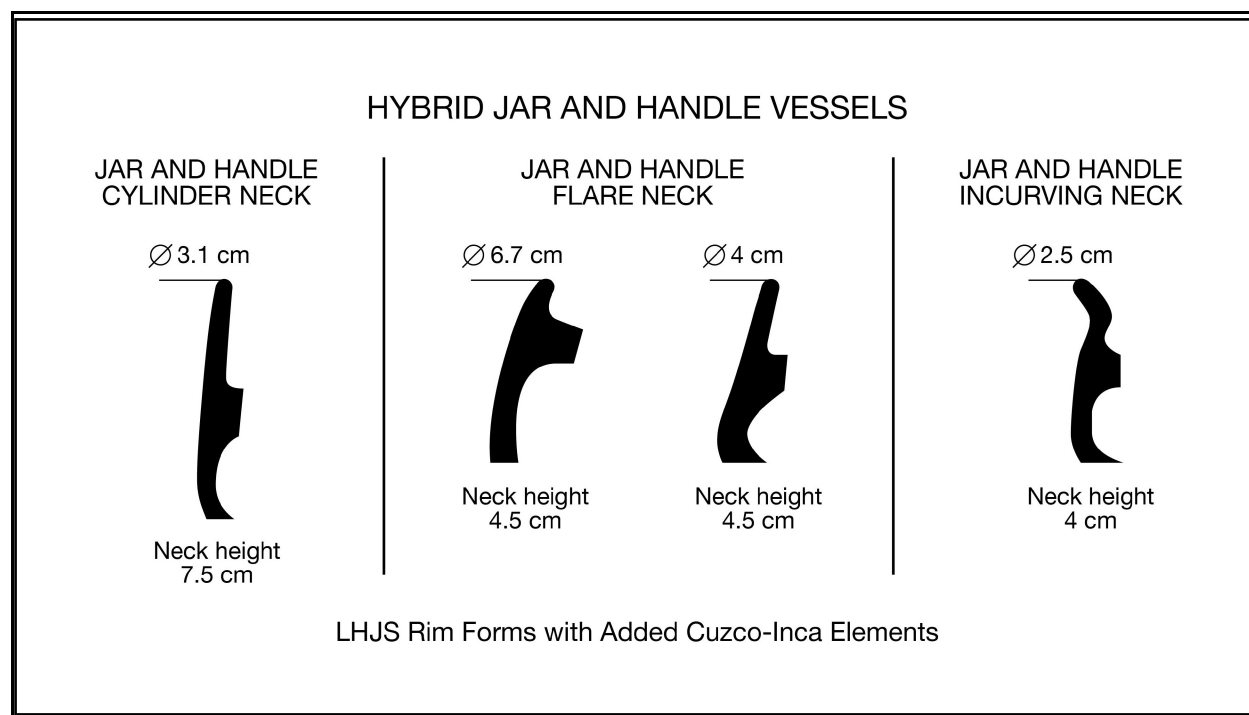 HYBRID JAR AND HANDLE VESSELS
JAR AND HANDLE
CYLINDER NECK
∅ 3.1 cm
Neck height
7.5 cm
JAR AND HANDLE
FLARE NECK
∅ 6.7 cm
Neck height
4.5 cm
∅ 4 cm
Neck height
4.5 cm
JAR AND HANDLE
INCURVING NECK
∅ 2.5 cm
Neck height
4 cm
LHJS Rim Forms with Added Cuzco-Inca Elements